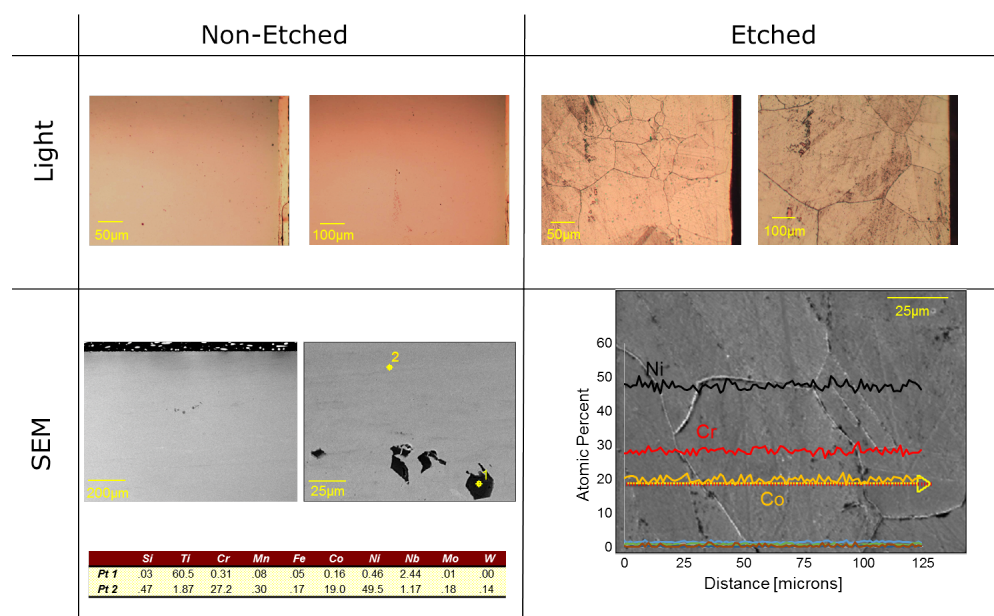 Non-Etched
Etched
Light
50µm
100µm
50µm
100µm
SEM
200µm
2
1
25µm
25µm
Ni
Cr
Co
60
50
40
30
20
10
0
Atomic Percent
0 25 50 75 100 125
Distance [microns]
Si Ti Cr Mn Fe Co Ni Nb Mo W
Pt 1 .03 60.5 0.31 .08 .05 0.16 0.46 2.44 .01 .00
Pt 2 .47 1.87 27.2 .30 .17 19.0 49.5 1.17 .18 .14